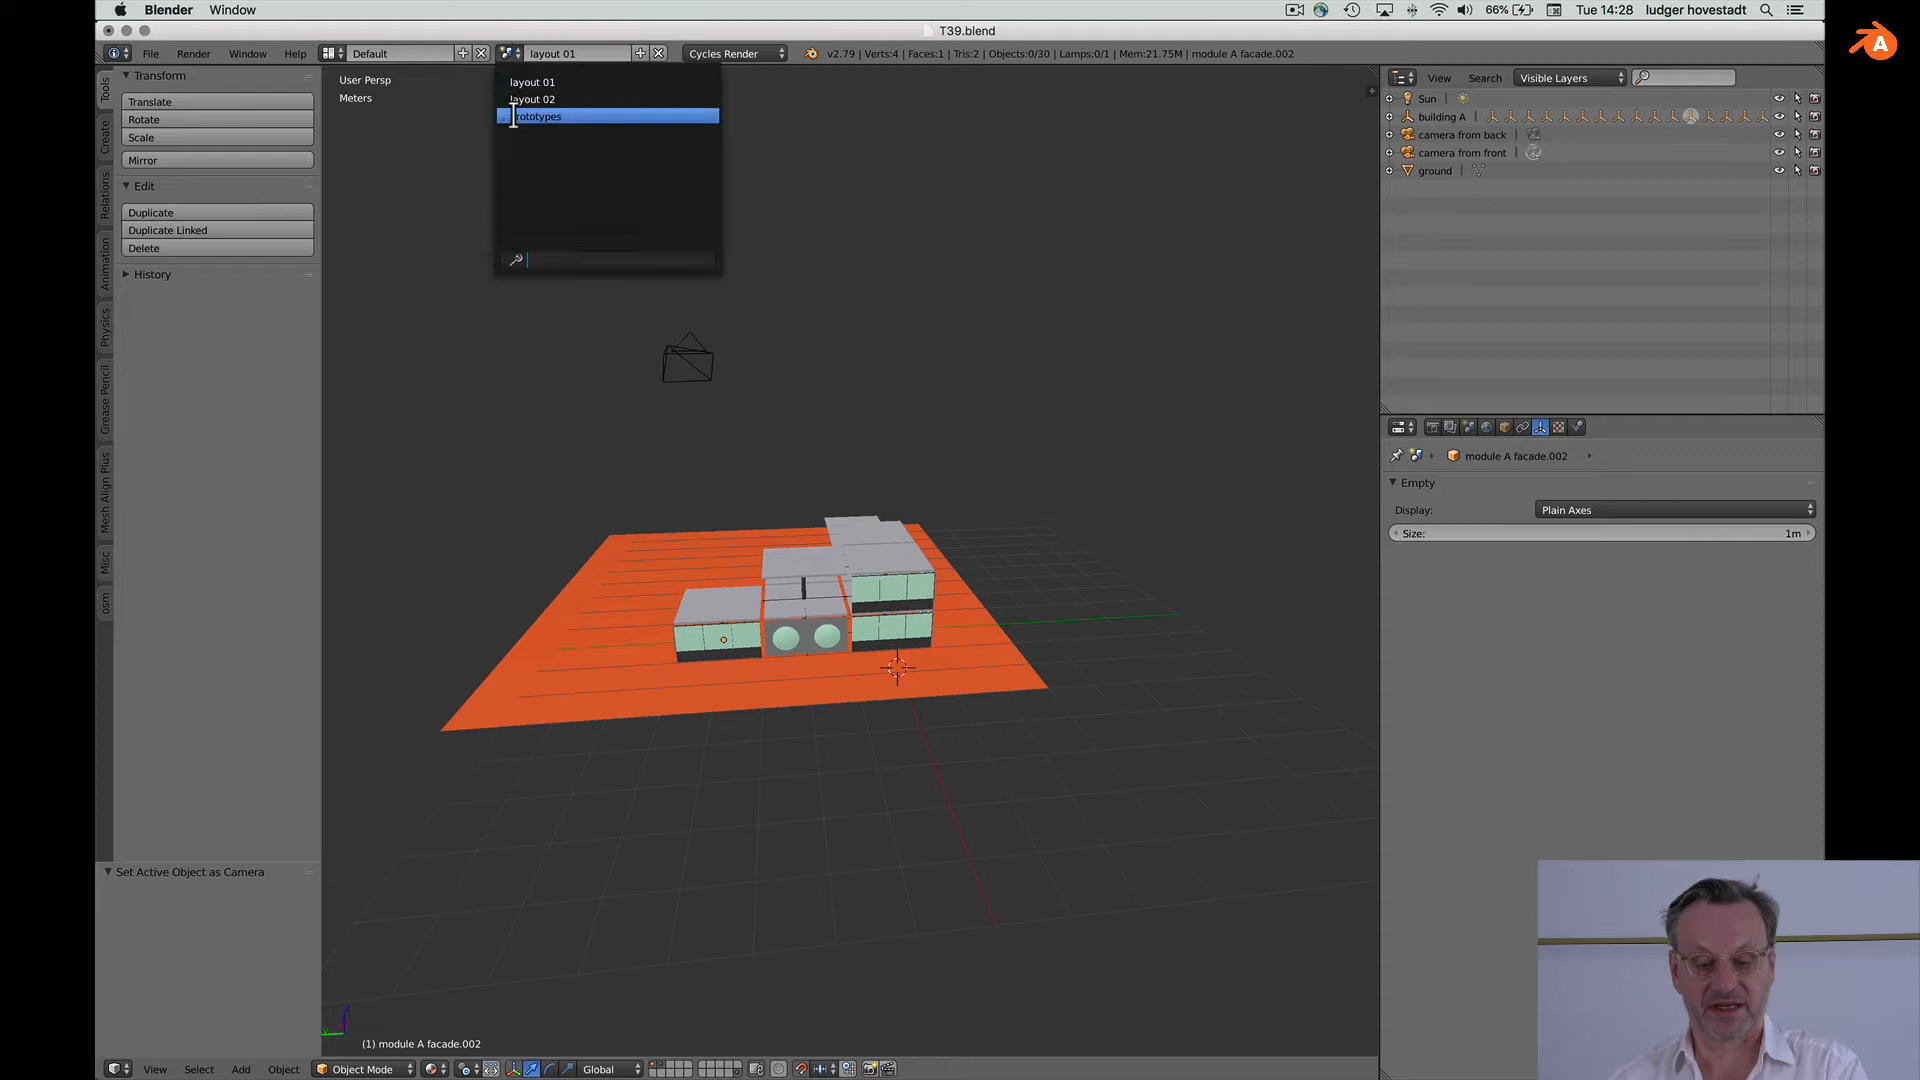 Blender Window
66% Tue 14:28 ludger hovestadt
T39.blend
File Render Window Help Default layout 01 Cycles Render v2.79 | Verts:4 | Faces:1 | Tris:2 | Objects:0/30 | Lamps:0/1 | Mem:21.75M | module A facade.002
Transform
Translate
Rotate
Scale
Mirror
Edit
Duplicate
Duplicate Linked
Delete
History
Tools
Create
Relations
Animation
Physics
Grease Pencil
Mesh Align Plus
Misc
osm
Set Active Object as Camera
User Persp
Meters
layout 01
layout 02
rototypes
(1) module A facade.002
View Select Add Object Object Mode Global
View Search Visible Layers
Sun
building A
camera from back
camera from front
ground
module A facade.002
Empty
Display: Plain Axes
Size: 1m
z
y
A